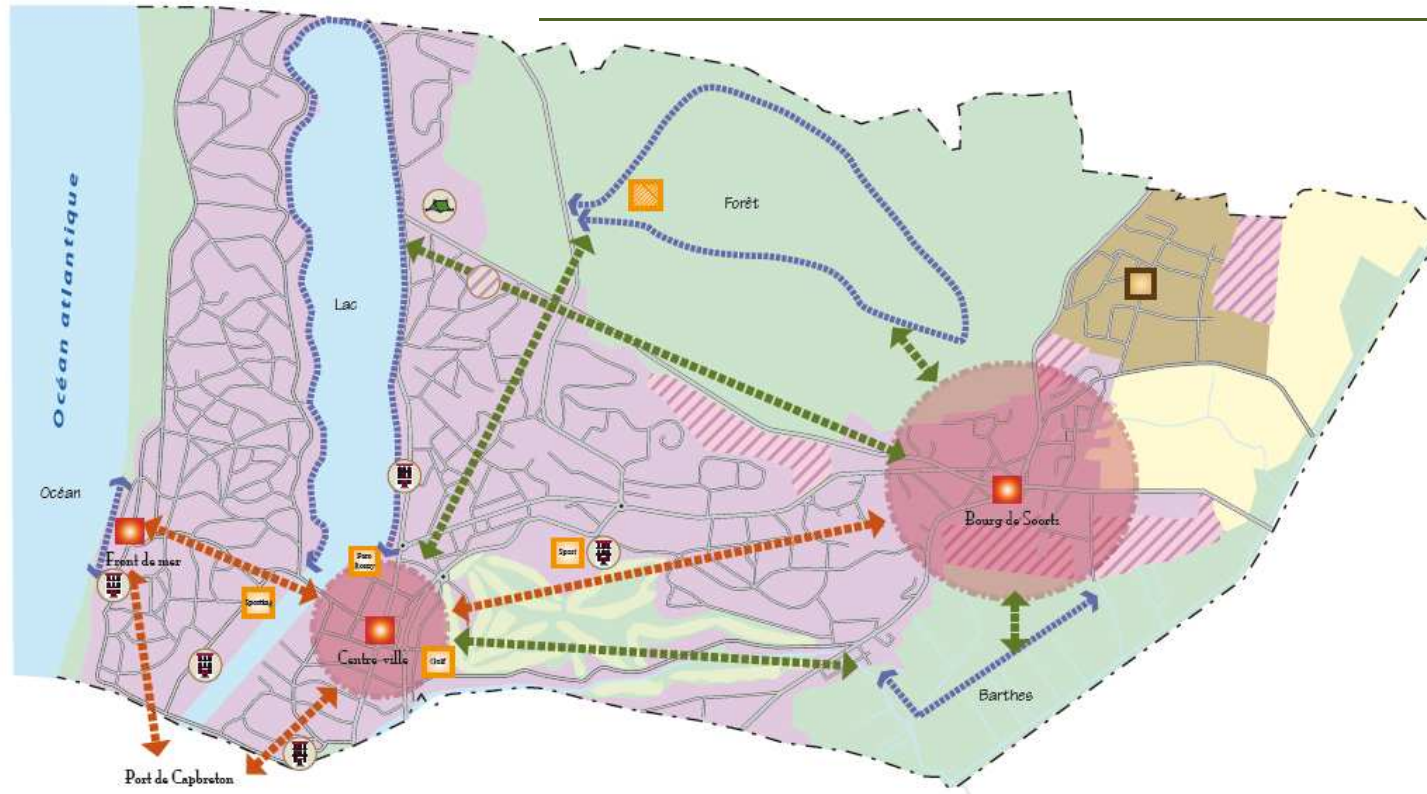 Océan atlantique
Forêt
Lac
Océan
Front de mer
Parc
Rosny
Sport
Bourg de Soorts
Sporting
Centre ville
Golf
Barthes
Port de Capbreton